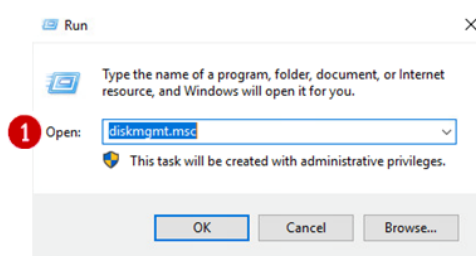 Run
Type the name of a program, folder, document, or Internet
resource, and Windows will open it for you.
1 Open: diskmgmt.msc
This task will be created with administrative privileges.
OK Cancel Browse...